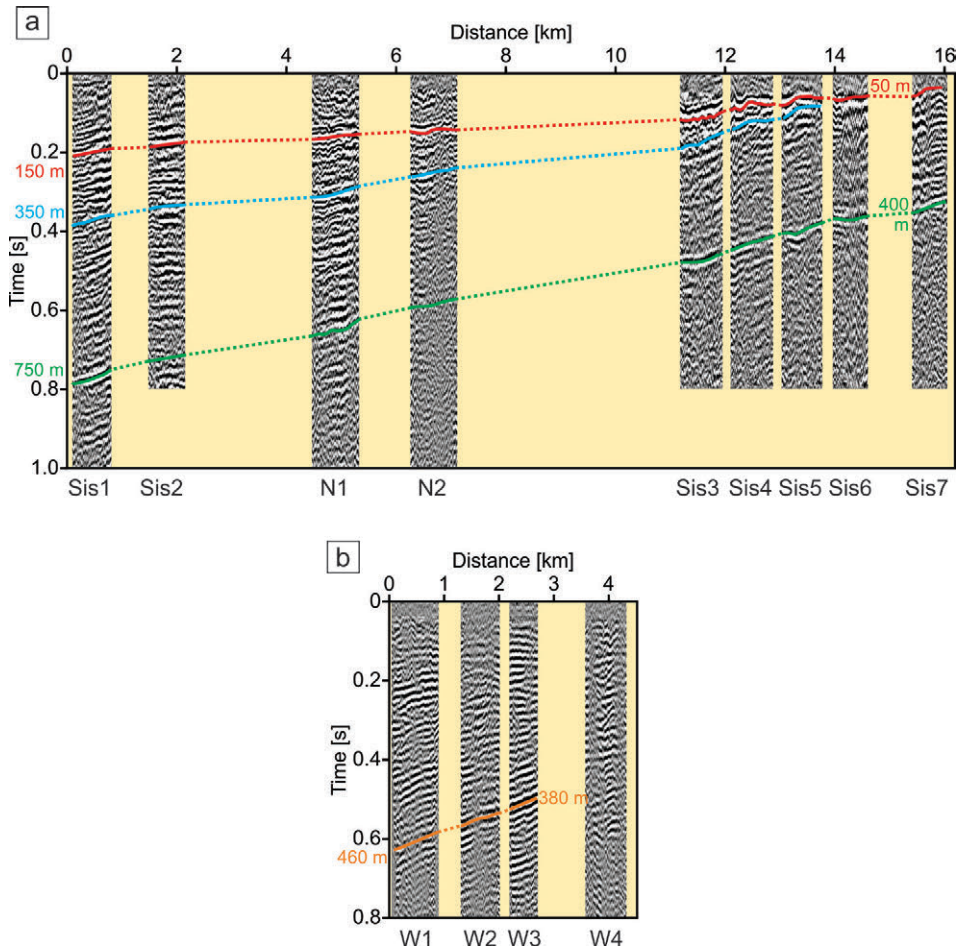 a
Distance [km]
0 2 4 6 8 10 12 14 16
0
50 m
0.2
150 m
350 m
400
m
0.4
Time [s]
0.6
750 m
0.8
1.0
Sis1 Sis2 N1 N2 Sis3 Sis4 Sis5 Sis6 Sis7
b
Distance [km]
0 1 2 3 4
0
0.2
Time [s]
0.4
380 m
0.6
460 m
0.8
W1 W2 W3 W4